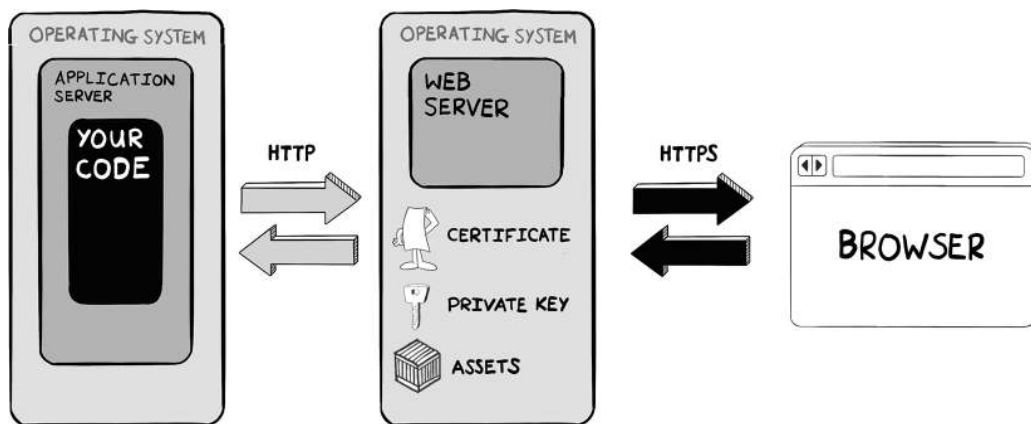 OPERATING SYSTEM
APPLICATION
SERVER
YOUR
CODE
HTTP
OPERATING SYSTEM
WEB
SERVER
CERTIFICATE
PRIVATE KEY
ASSETS
HTTPS
BROWSER